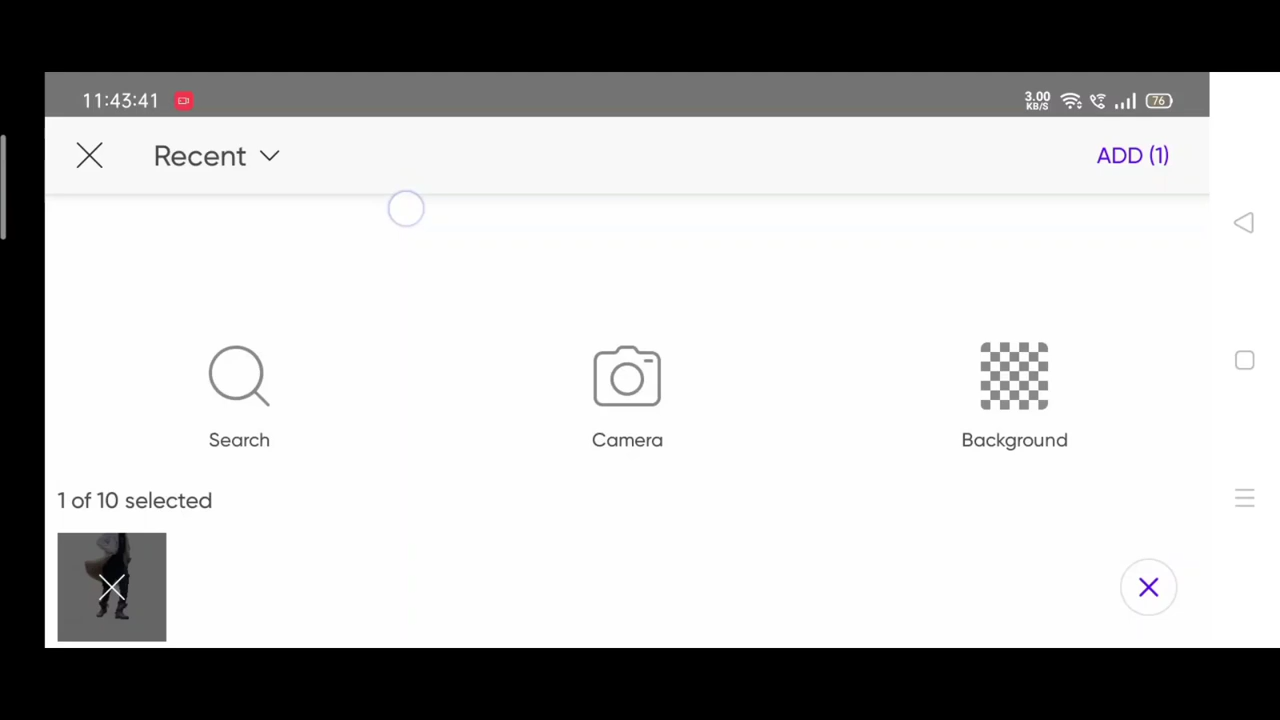 11:43:41
3.00
KB/S
76
Recent
ADD (1)
Search
Camera
Background
1 of 10 selected